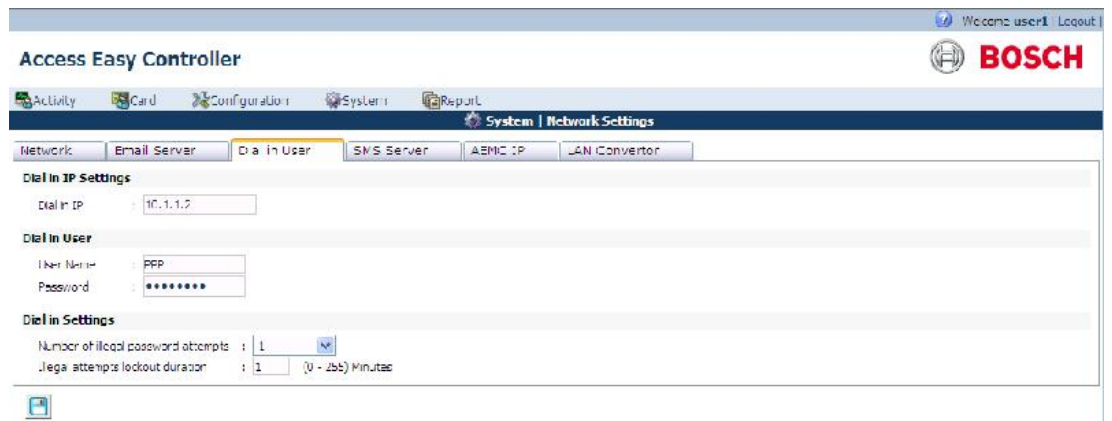 Welcome user1 | Logout |
Access Easy Controller
BOSCH
Activity Card Configuration System Report
System | Network Settings
Network Email Server Dial in User SMS Server AEMC IP LAN Convertor
Dial in IP Settings
Dial in IP : 10.1.1.2
Dial in User
User Name : PPP
Password : ••••••••
Dial in Settings
Number of illegal password attempts : 1
Illegal attempts lockout duration : 1 (0 - 255) Minutes